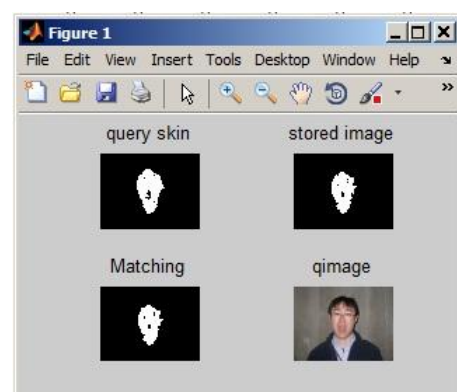 Figure 1
File Edit View Insert Tools Desktop Window Help
query skin
stored image
Matching
qimage